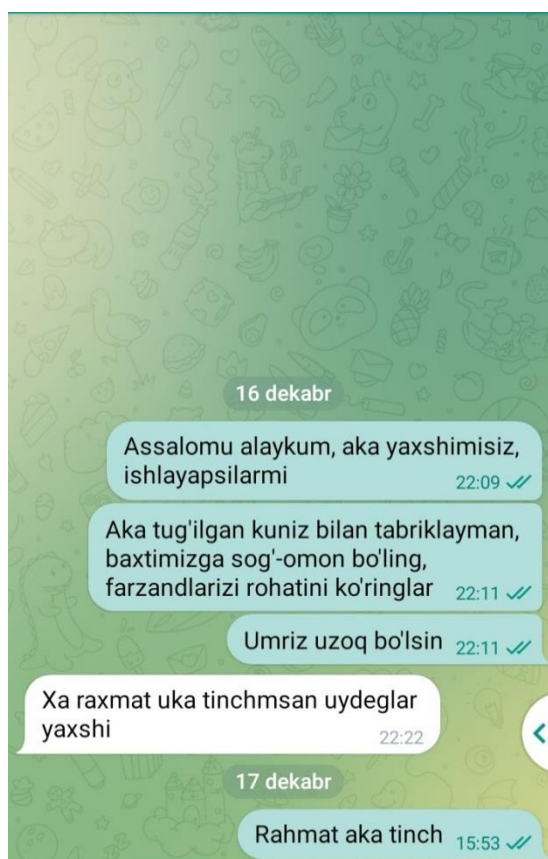 16 dekabr
Assalomu alaykum, aka yaxshimisiz,
ishlayapsilarmi 22:09
Aka tug'ilgan kuniz bilan tabriklayman,
baxtimizga sog'-omon bo'ling,
farzandlarizi rohatini ko'ringlar 22:11
Umriz uzoq bo'lsin 22:11
Xa raxmat uka tinchmsan uydeglar
yaxshi 22:22
17 dekabr
Rahmat aka tinch 15:53